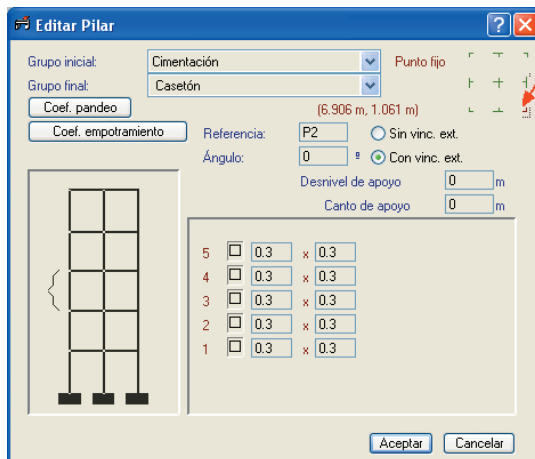 Editar Pilar
Grupo inicial: Cimentación Punto fijo
Grupo final: Casetón
Coef. pandeo (6.906 m, 1.061 m)
Coef. empotramiento Referencia: P2 Sin vinc. ext.
Ángulo: 0 º Con vinc. ext.
Desnivel de apoyo 0 m
Canto de apoyo 0 m
5 0.3 x 0.3
4 0.3 x 0.3
3 0.3 x 0.3
2 0.3 x 0.3
1 0.3 x 0.3
Aceptar Cancelar